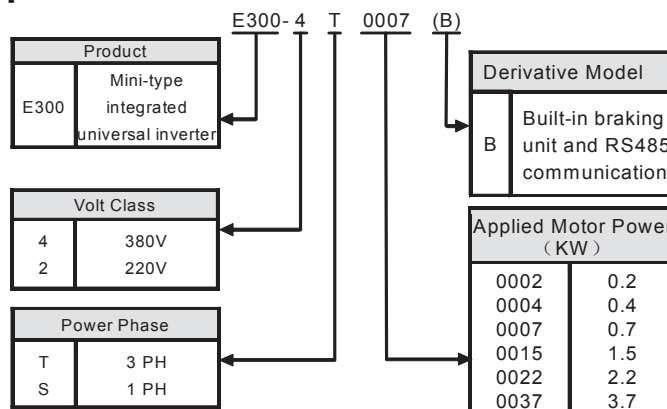 E300-4 T 0007 (B)
Product
E300
Mini-type
integrated
universal inverter
Volt Class
4 380V
2 220V
Power Phase
T 3 PH
S 1 PH
Derivative Model
B
Built-in braking
unit and RS485
communication
Applied Motor Power
（KW）
0002 0.2
0004 0.4
0007 0.7
0015 1.5
0022 2.2
0037 3.7